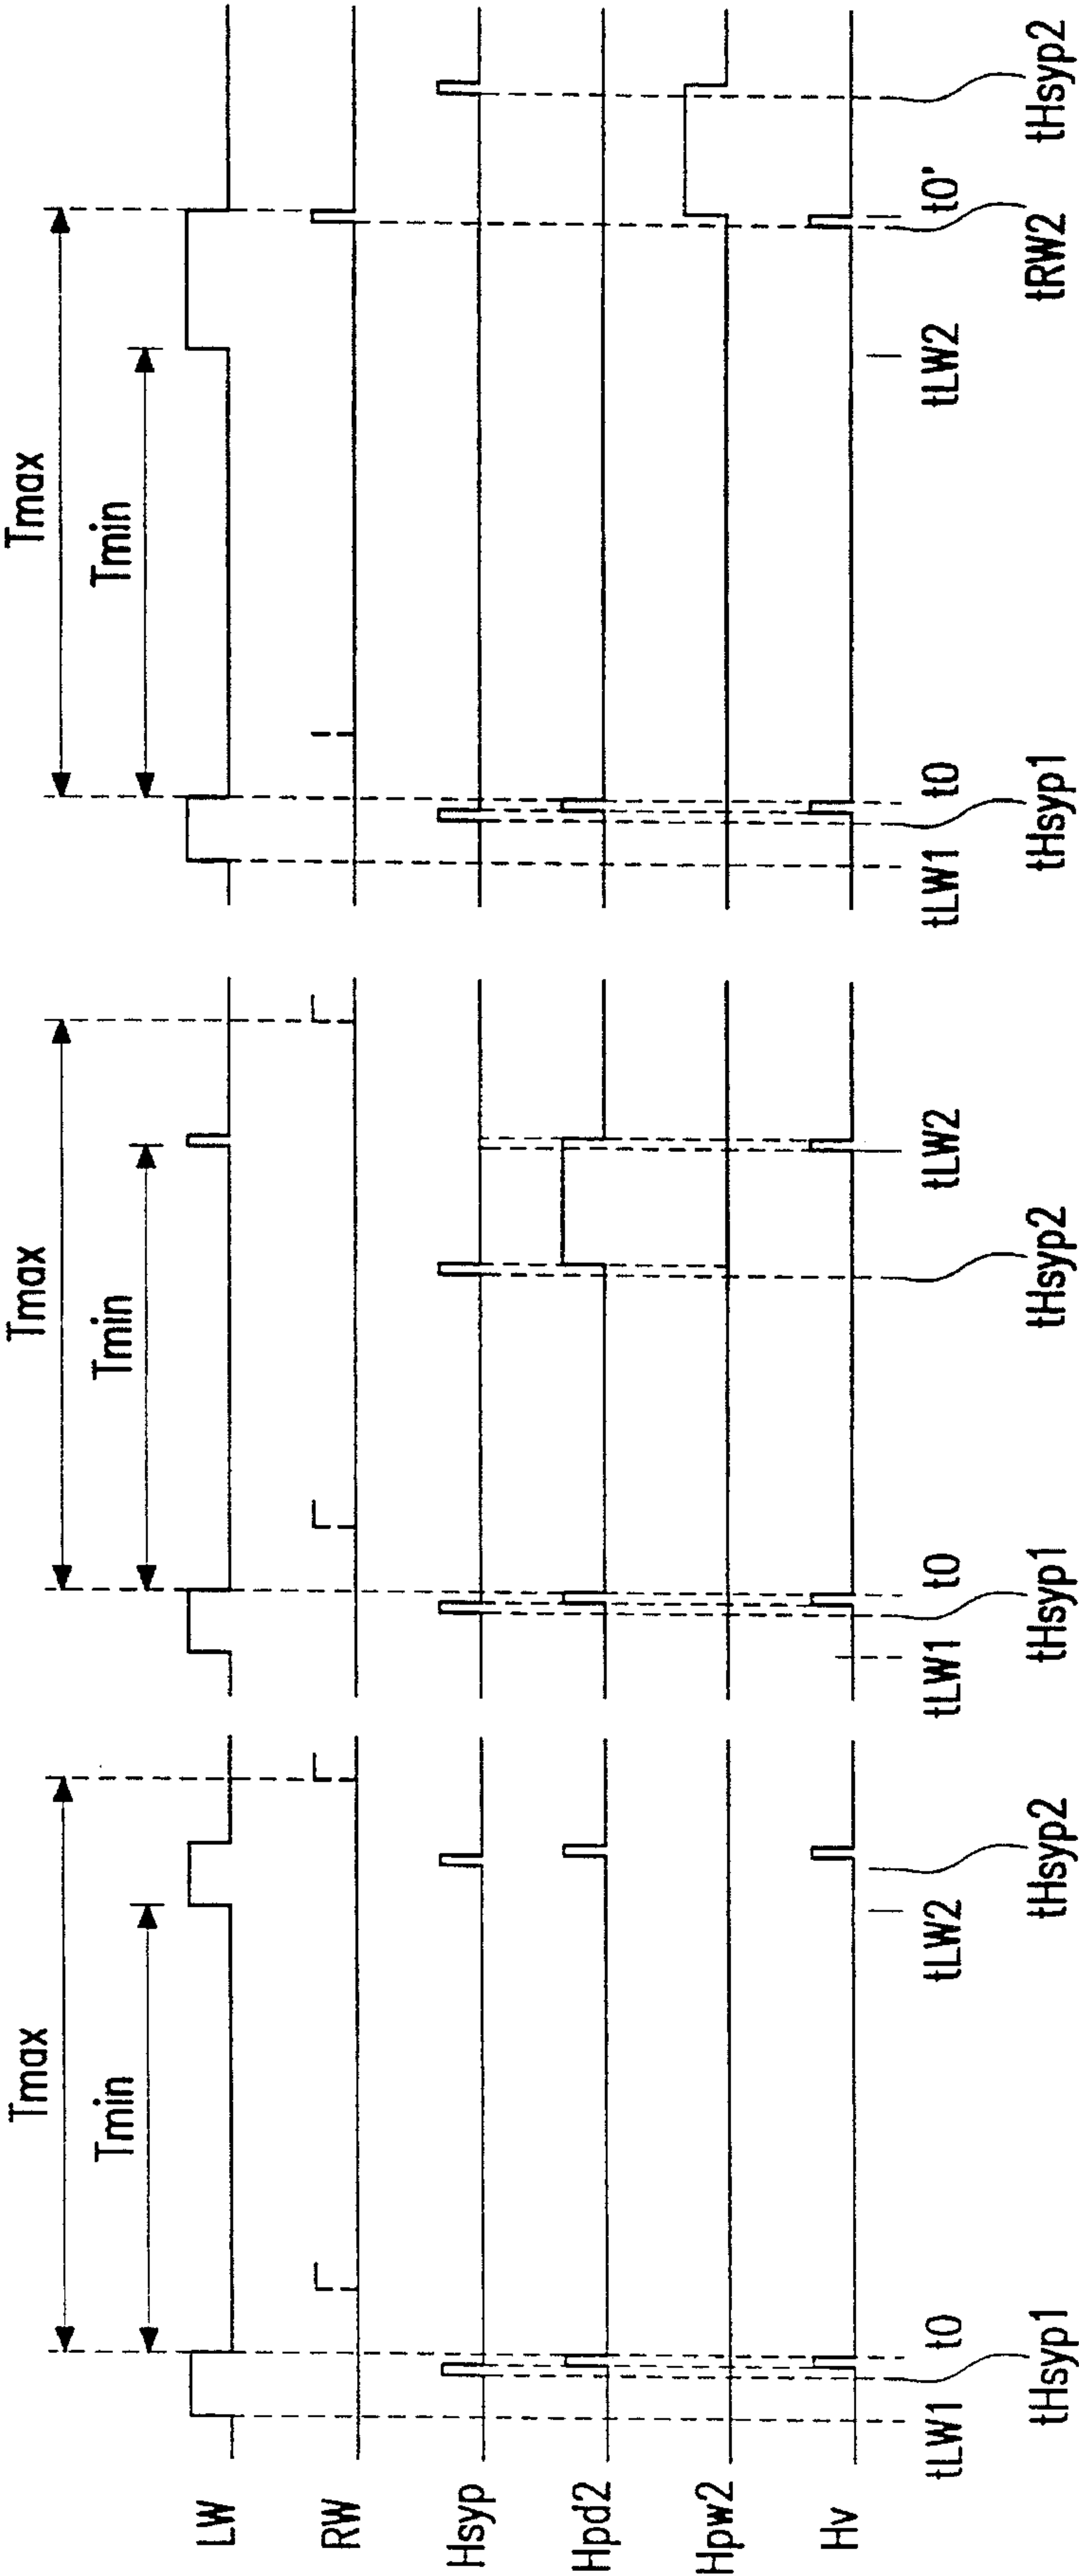 Tmax
Tmin
Tmax
Tmin
Tmax
Tmin
LW
RW
Hsyp
Hpd2
Hpw2
Hv
tLW1
t0
tLW2
tLW1
t0
tLW2
tLW1
t0
tLW2
t0'
tHsyp1
tHsyp2
tHsyp1
tHsyp2
tHsyp1
tRW2
tHsyp2